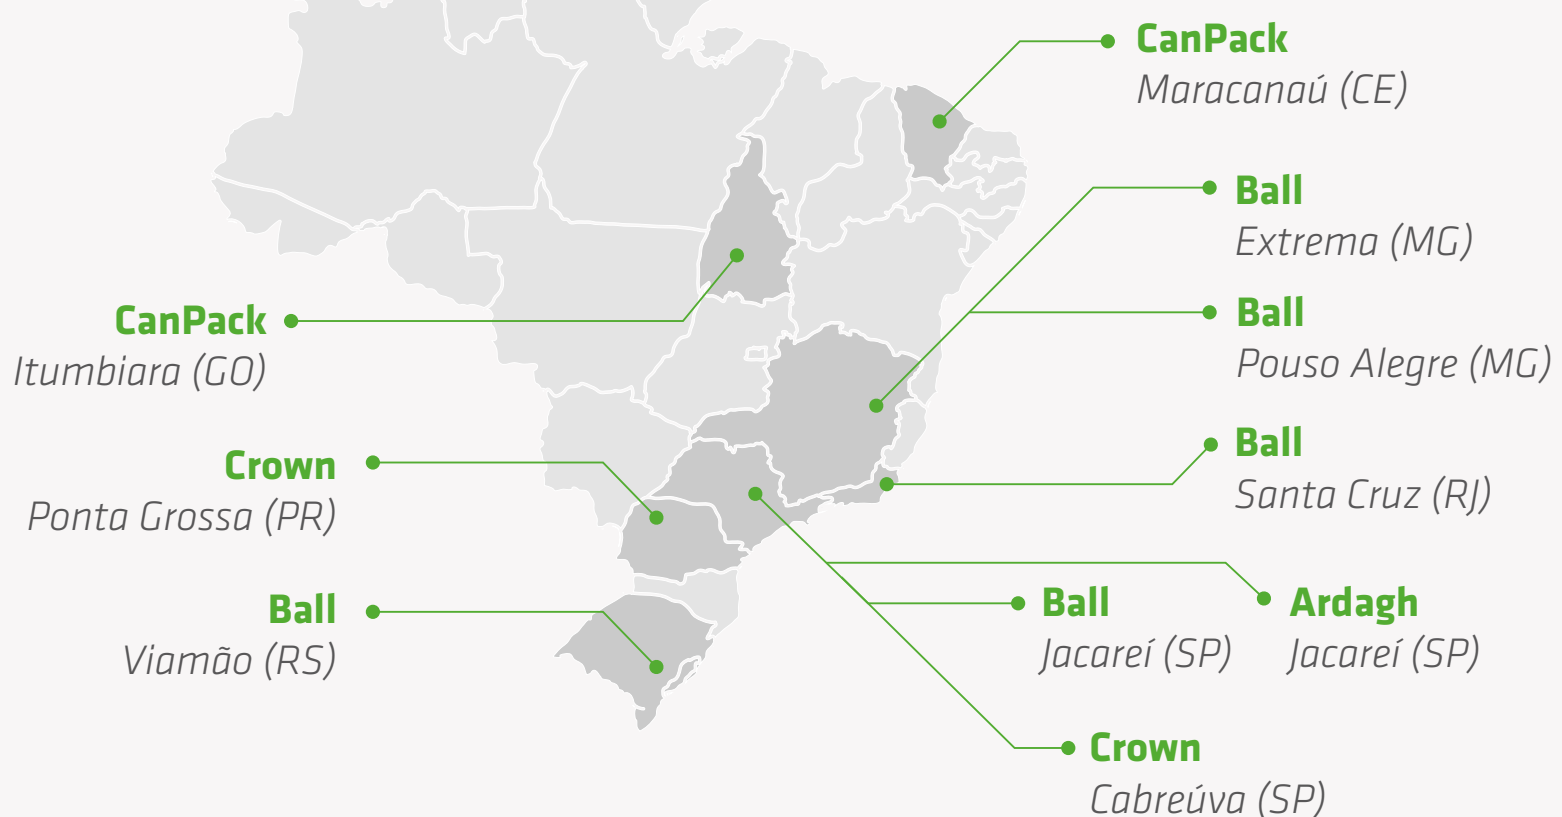 CanPack
Maracanaú (CE)
Ball
Extrema (MG)
Ball
Pouso Alegre (MG)
CanPack
Itumbiara (GO)
Ball
Santa Cruz (RJ)
Crown
Ponta Grossa (PR)
Ball
Viamão (RS)
Ball
Jacareí (SP)
Ardagh
Jacareí (SP)
Crown
Cabreúva (SP)